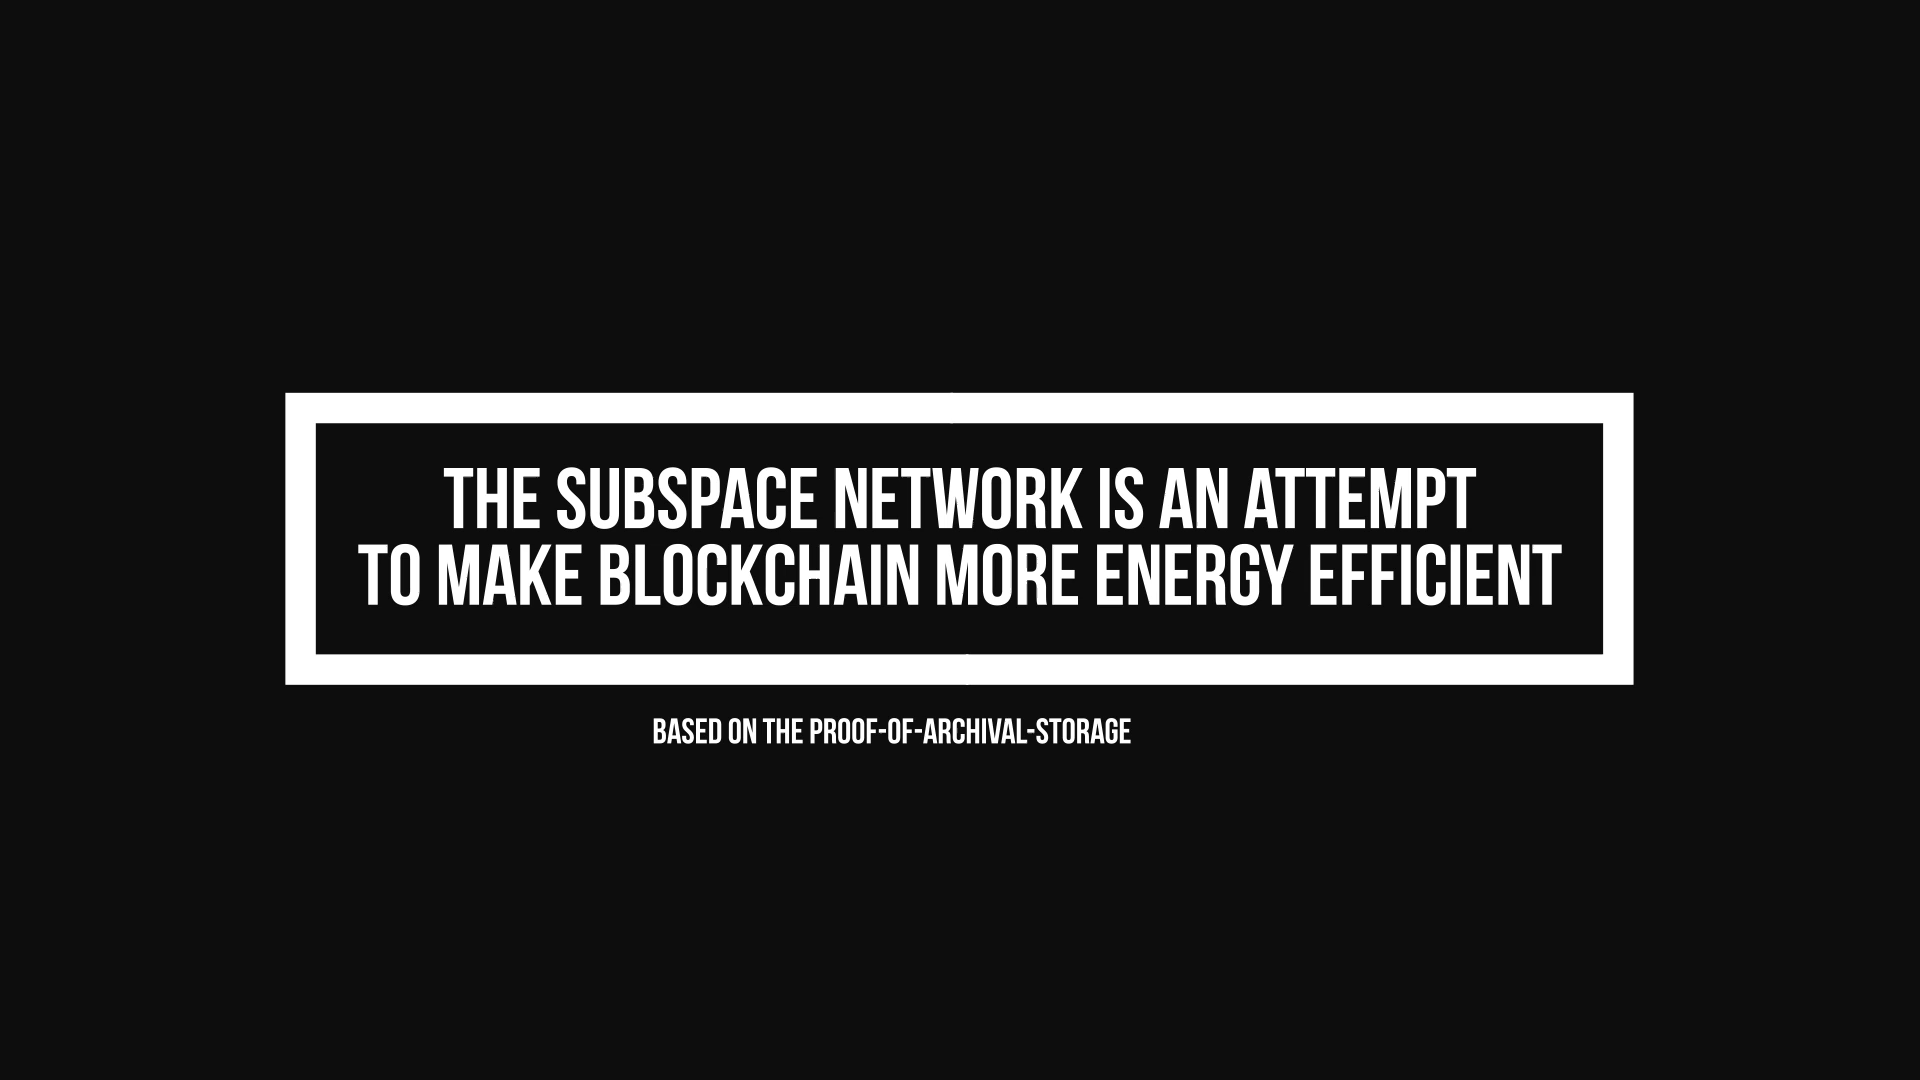 THE SUBSPACE NETWORK IS AN ATTEMPT
TO MAKE BLOCKCHAIN MORE ENERGY EFFICIENT
BASED ON THE PROOF-OF-ARCHIVAL-STORAGE